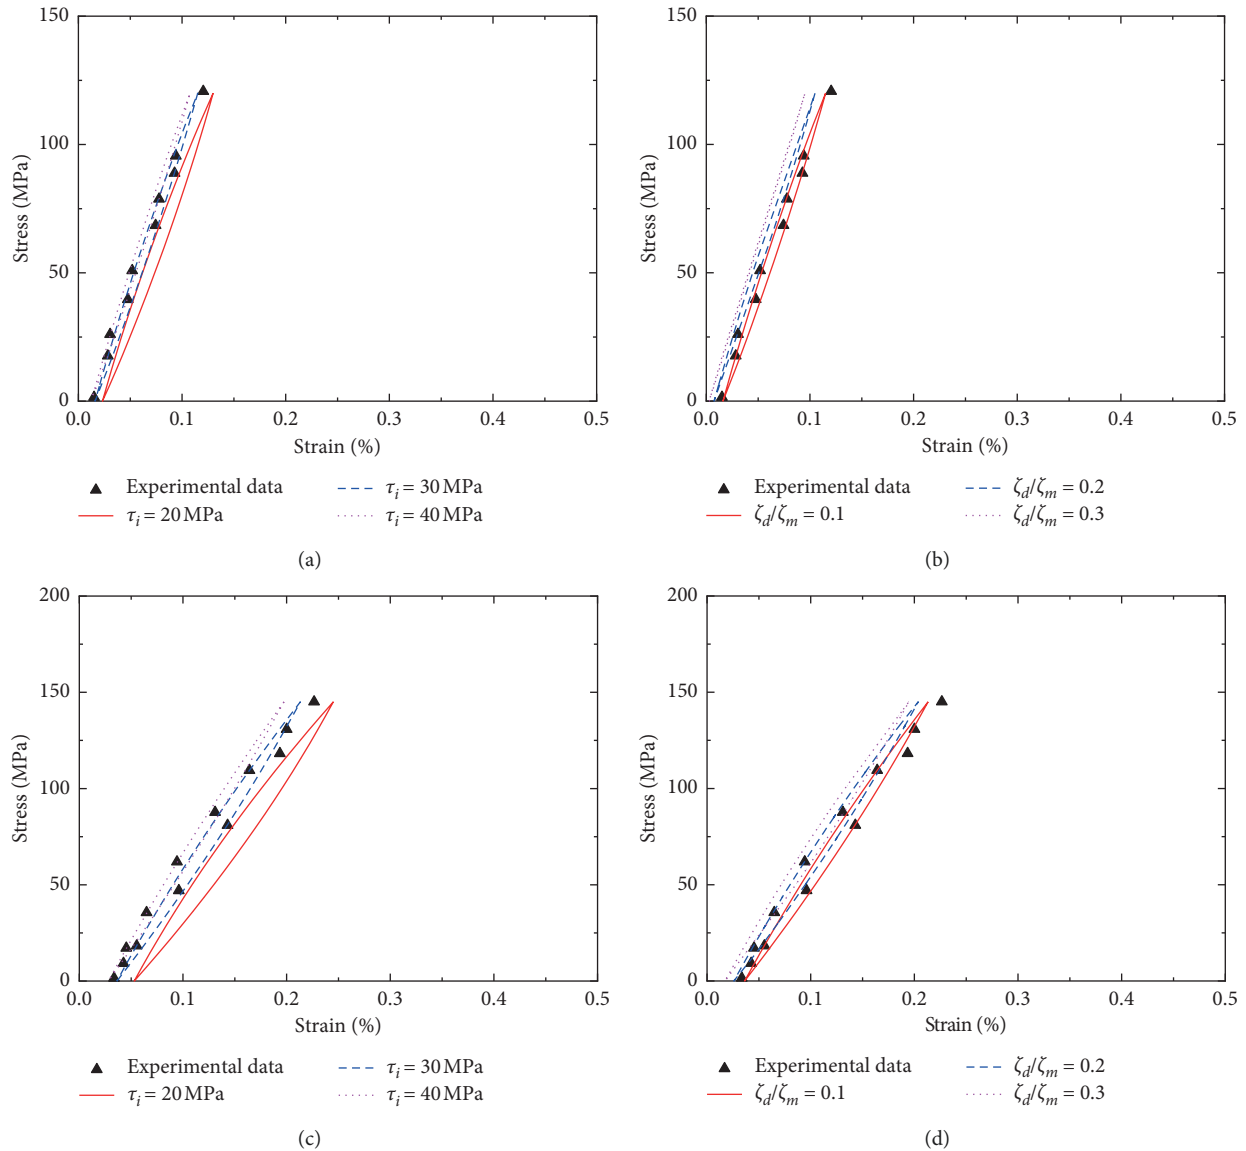 150
100
50
0
Stress (MPa)
0.0 0.1 0.2 0.3 0.4 0.5
Strain (%)
Experimental data
τi = 20 MPa
τi = 30 MPa
τi = 40 MPa
(a)
150
100
50
0
Stress (MPa)
0.0 0.1 0.2 0.3 0.4 0.5
Strain (%)
Experimental data
ζd/ζm = 0.1
ζd/ζm = 0.2
ζd/ζm = 0.3
(b)
200
150
100
50
0
Stress (MPa)
0.0 0.1 0.2 0.3 0.4 0.5
Strain (%)
Experimental data
τi = 20 MPa
τi = 30 MPa
τi = 40 MPa
(c)
200
150
100
50
0
Stress (MPa)
0.0 0.1 0.2 0.3 0.4 0.5
Strain (%)
Experimental data
ζd/ζm = 0.1
ζd/ζm = 0.2
ζd/ζm = 0.3
(d)